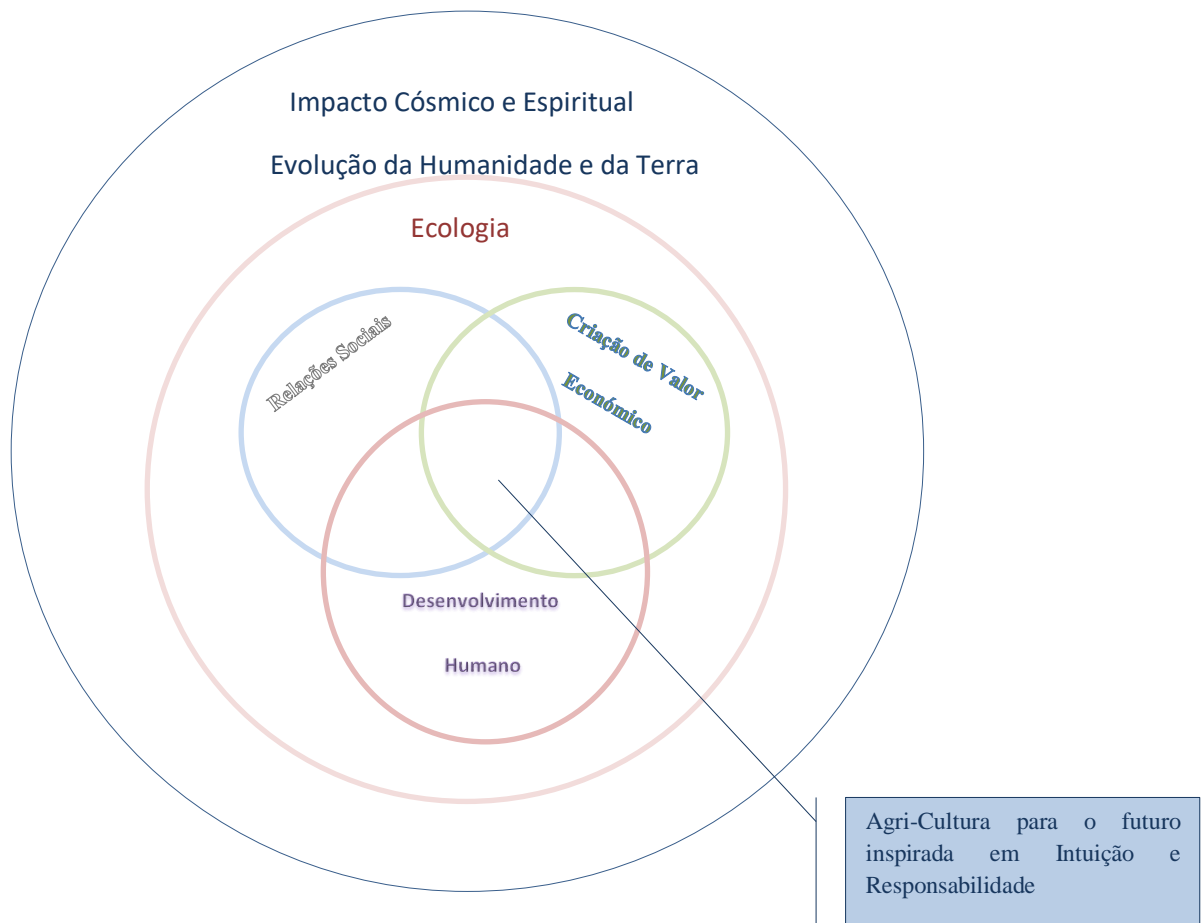 Impacto Cósmico e Espiritual
Evolução da Humanidade e da Terra
Ecologia
Relações Sociais
Criação de Valor
Económico
Desenvolvimento
Humano
Agri-Cultura para o futuro
inspirada em Intuição e
Responsabilidade